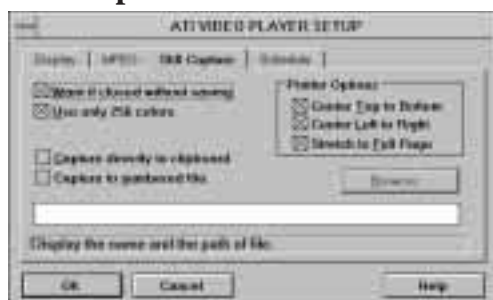 ATI VIDEO PLAYER SETUP
Display MPEG Still Capture Schedule
Warn if closed without saving
Use only 256 colors
Capture directly to clipboard
Capture to numbered file
Printer Options
Center Top to Bottom
Center Left to Right
Stretch to Full Page
Browse
Display the name and the path of file.
OK Cancel Help